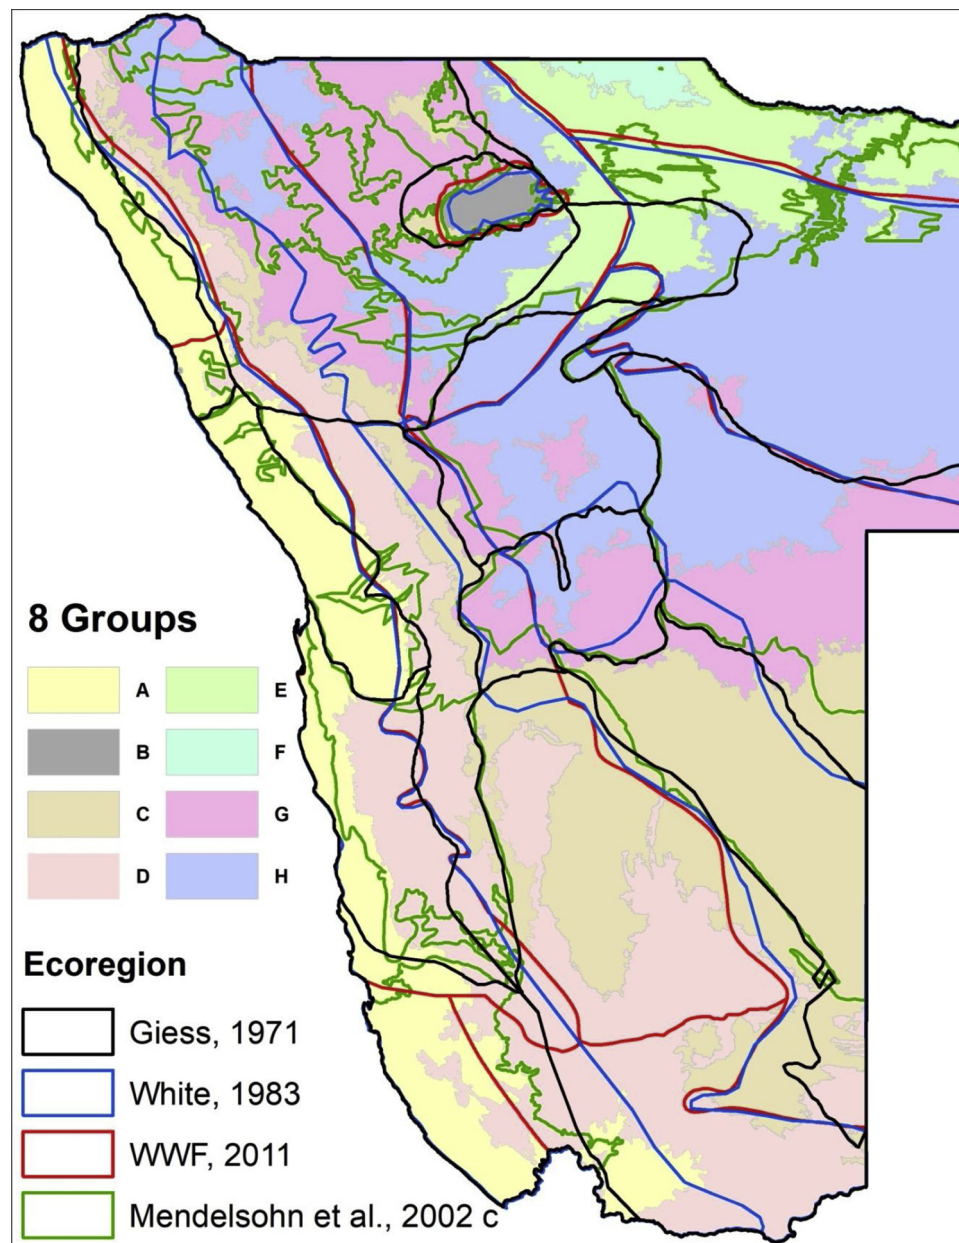 8 Groups
A E
B F
C G
D H
Ecoregion
Giess, 1971
White, 1983
WWF, 2011
Mendelsohn et al., 2002 c